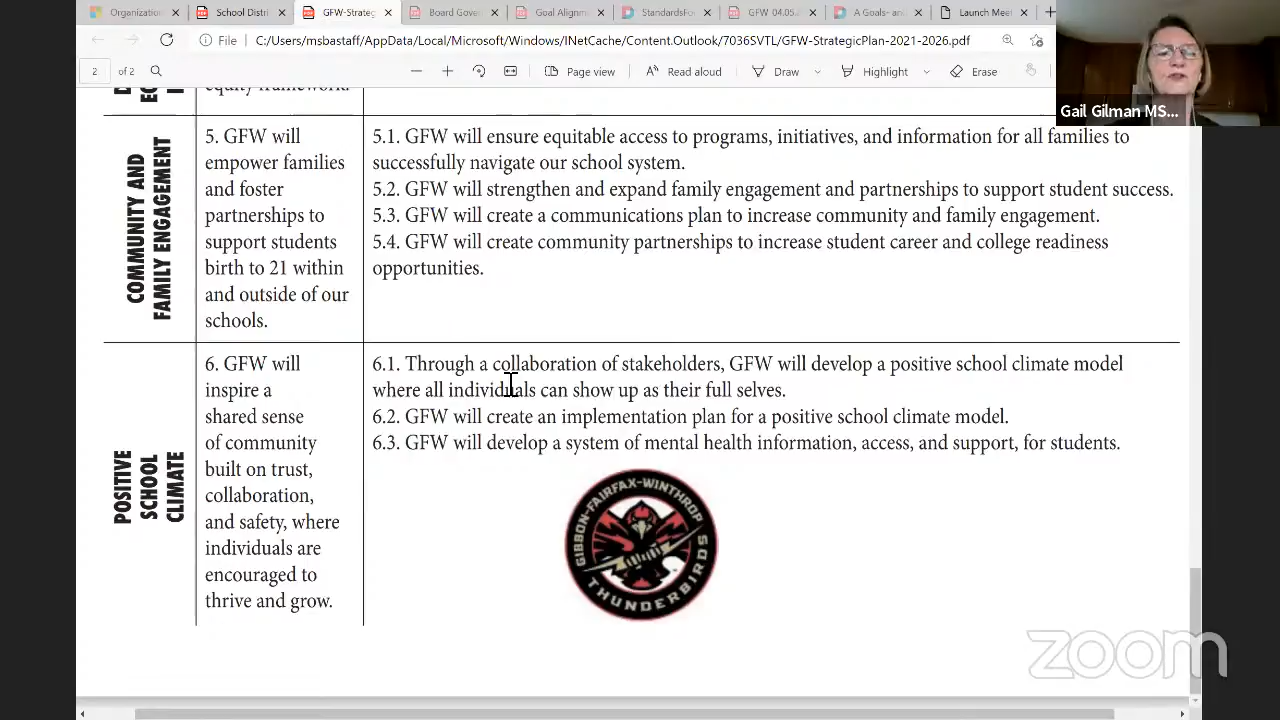 Organization
School Distri
GFW-Strateg
Board Gove
Goal Alignm
StandardsFo
GFW 04.05.
A Goals- and
Launch Meet
File
C:/Users/msbastaff/AppData/Local/Microsoft/Windows/INetCache/Content.Outlook/7036SVTL/GFW-StrategicPlan-2021-2026.pdf
2 of 2
Page view
Read aloud
Draw
Highlight
Erase
Gail Gilman MS...
equity framework.
COMMUNITY AND
FAMILY ENGAGEMENT
5. GFW will
empower families
and foster
partnerships to
support students
birth to 21 within
and outside of our
schools.
5.1. GFW will ensure equitable access to programs, initiatives, and information for all families to
successfully navigate our school system.
5.2. GFW will strengthen and expand family engagement and partnerships to support student success.
5.3. GFW will create a communications plan to increase community and family engagement.
5.4. GFW will create community partnerships to increase student career and college readiness
opportunities.
POSITIVE
SCHOOL
CLIMATE
6. GFW will
inspire a
shared sense
of community
built on trust,
collaboration,
and safety, where
individuals are
encouraged to
thrive and grow.
6.1. Through a collaboration of stakeholders, GFW will develop a positive school climate model
where all individuals can show up as their full selves.
6.2. GFW will create an implementation plan for a positive school climate model.
6.3. GFW will develop a system of mental health information, access, and support, for students.
GIBBON-FAIRFAX-WINTHROP SDS
THUNDERBIRDS
zoom